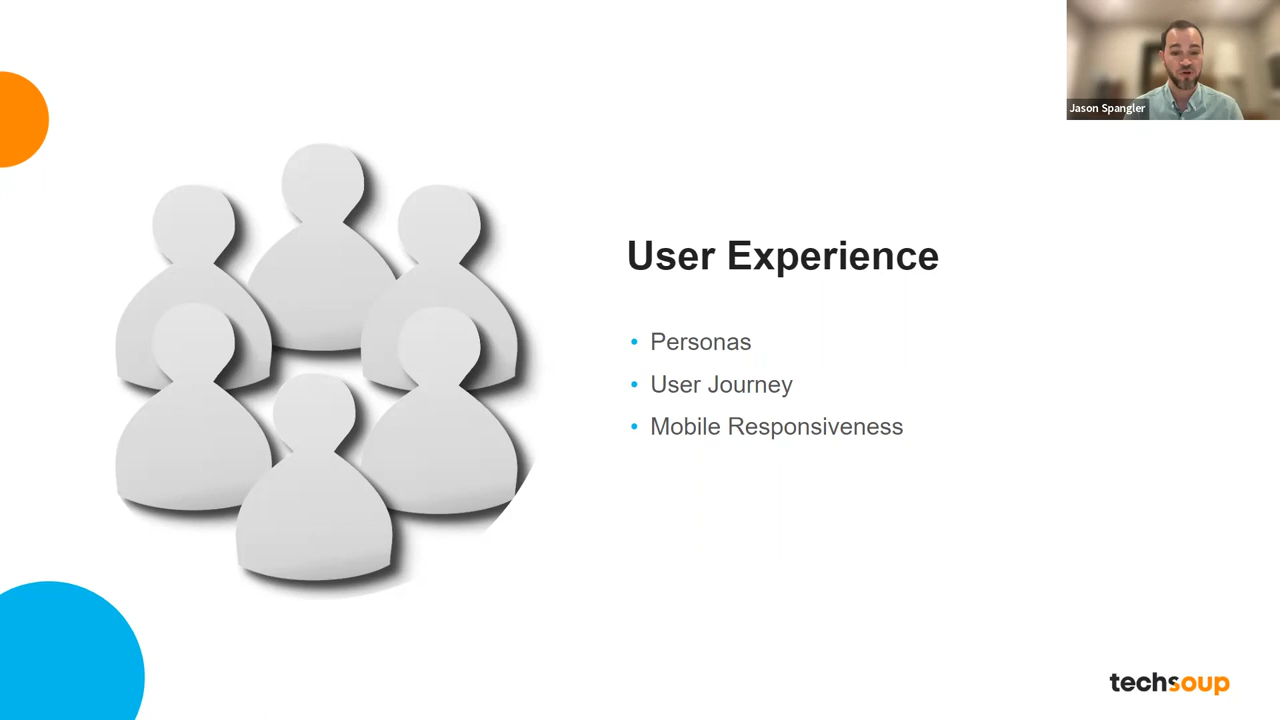 Jason Spangler
User Experience
• Personas
• User Journey
• Mobile Responsiveness
techsoup